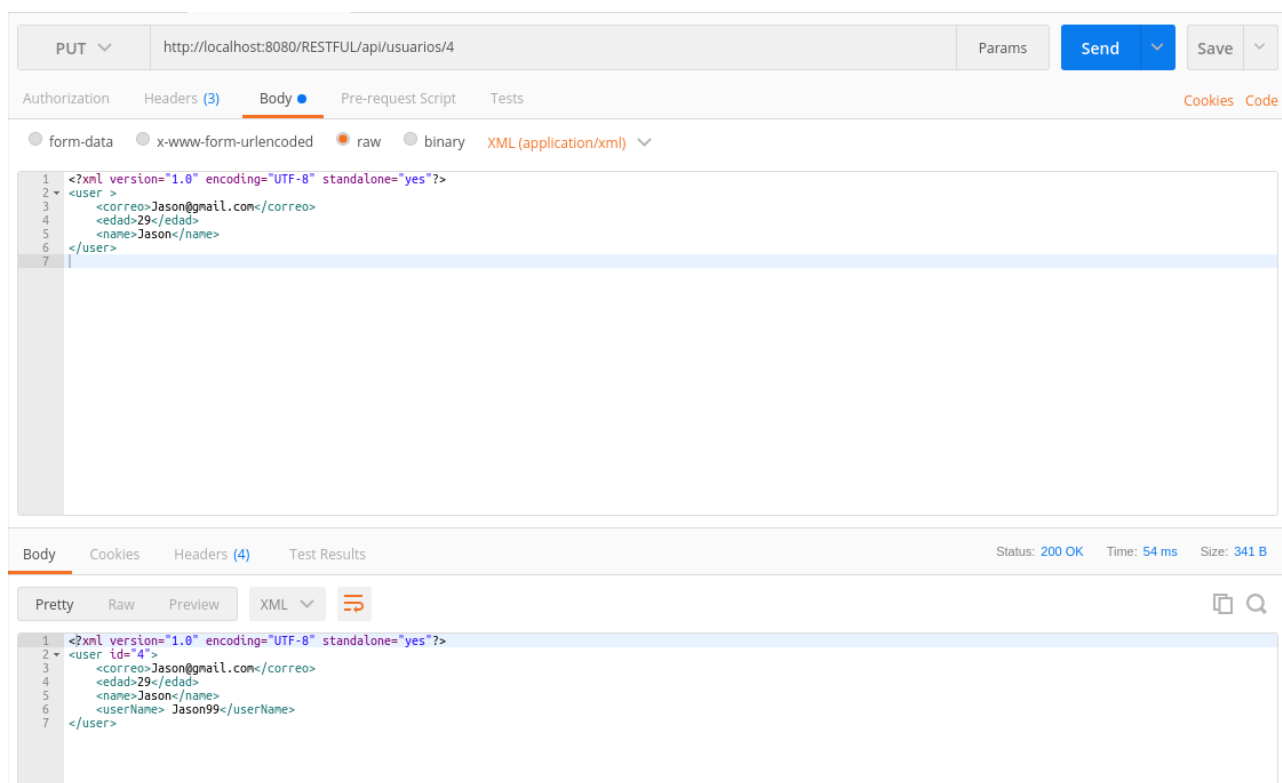 PUT http://localhost:8080/RESTFUL/api/usuarios/4 Params Send Save
Authorization Headers (3) Body Pre-request Script Tests Cookies Code
form-data x-www-form-urlencoded raw binary XML (application/xml)
1 <?xml version="1.0" encoding="UTF-8" standalone="yes"?>
2 <user >
3 <correo>Jason@gmail.com</correo>
4 <edad>29</edad>
5 <name>Jason</name>
6 </user>
7
Body Cookies Headers (4) Test Results Status: 200 OK Time: 54 ms Size: 341 B
Pretty Raw Preview XML
1 <?xml version="1.0" encoding="UTF-8" standalone="yes"?>
2 <user id="4">
3 <correo>Jason@gmail.com</correo>
4 <edad>29</edad>
5 <name>Jason</name>
6 <userName> Jason99</userName>
7 </user>